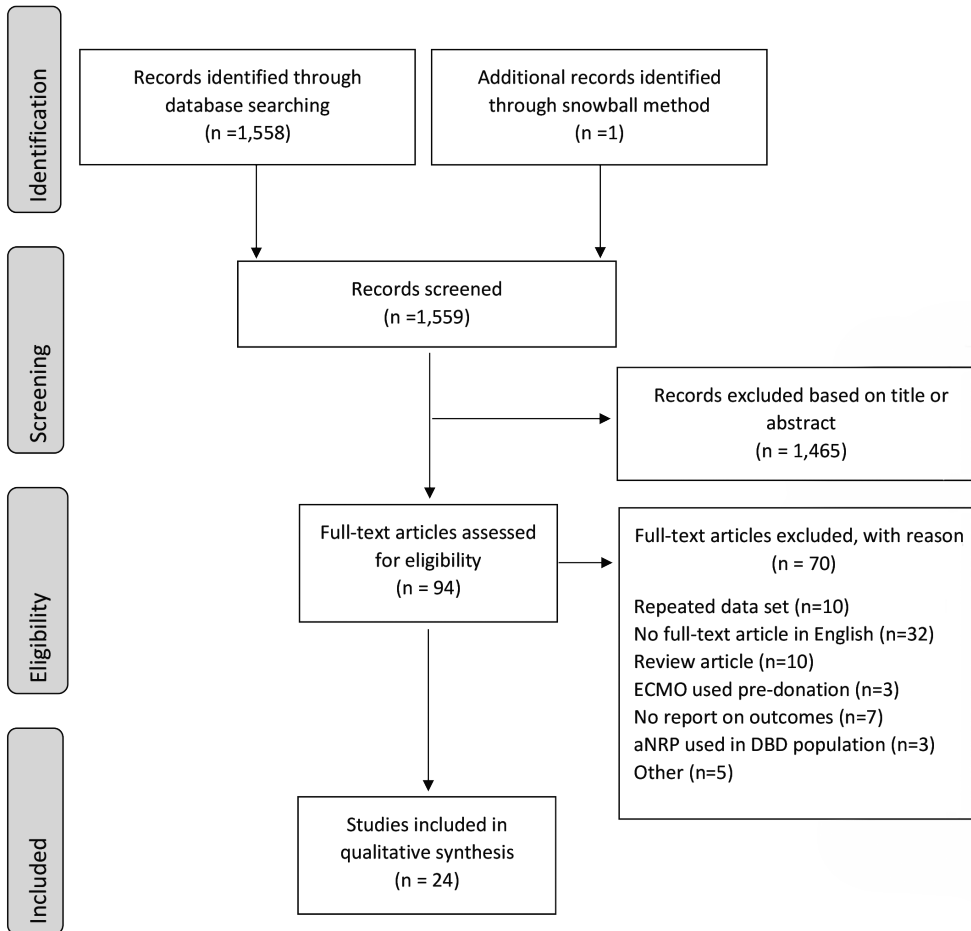 Identification
Records identified through
database searching
(n =1,558)
Additional records identified
through snowball method
(n =1)
Screening
Records screened
(n =1,559)
Records excluded based on title or
abstract
(n = 1,465)
Eligibility
Full-text articles assessed
for eligibility
(n = 94)
Full-text articles excluded, with reason
(n = 70)
Repeated data set (n=10)
No full-text article in English (n=32)
Review article (n=10)
ECMO used pre-donation (n=3)
No report on outcomes (n=7)
aNRP used in DBD population (n=3)
Other (n=5)
Included
Studies included in
qualitative synthesis
(n = 24)